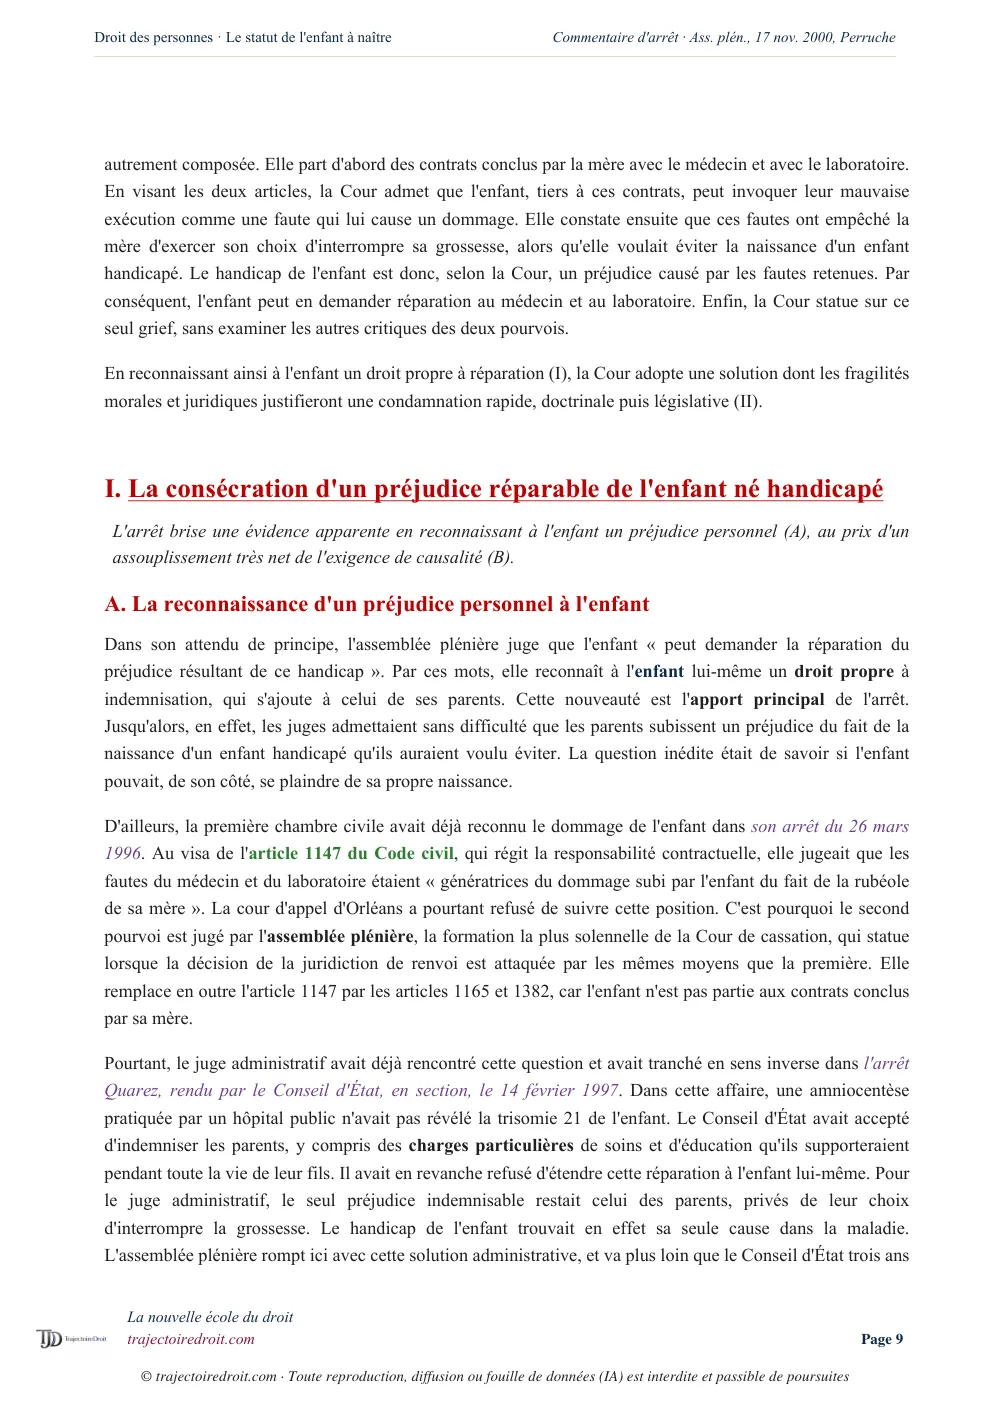 Droit des personnes · Le statut de l'enfant à naître
Commentaire d'arrêt · Ass. plén., 17 nov. 2000, Perruche
autrement composée. Elle part d'abord des contrats conclus par la mère avec le médecin et avec le laboratoire.
En visant les deux articles, la Cour admet que l'enfant, tiers à ces contrats, peut invoquer leur mauvaise
exécution comme une faute qui lui cause un dommage. Elle constate ensuite que ces fautes ont empêché la
mère d'exercer son choix d'interrompre sa grossesse, alors qu'elle voulait éviter la naissance d'un enfant
handicapé. Le handicap de l'enfant est donc, selon la Cour, un préjudice causé par les fautes retenues. Par
conséquent, l'enfant peut en demander réparation au médecin et au laboratoire. Enfin, la Cour statue sur ce
seul grief, sans examiner les autres critiques des deux pourvois.
En reconnaissant ainsi à l'enfant un droit propre à réparation (I), la Cour adopte une solution dont les fragilités
morales et juridiques justifieront une condamnation rapide, doctrinale puis législative (II).
I. La consécration d'un préjudice réparable de l'enfant né handicapé
L'arrêt brise une évidence apparente en reconnaissant à l'enfant un préjudice personnel (A), au prix d'un
assouplissement très net de l'exigence de causalité (B).
A. La reconnaissance d'un préjudice personnel à l'enfant
Dans son attendu de principe, l'assemblée plénière juge que l'enfant « peut demander la réparation du
préjudice résultant de ce handicap ». Par ces mots, elle reconnaît à l'enfant lui-même un droit propre à
indemnisation, qui s'ajoute à celui de ses parents. Cette nouveauté est l'apport principal de l'arrêt.
Jusqu'alors, en effet, les juges admettaient sans difficulté que les parents subissent un préjudice du fait de la
naissance d'un enfant handicapé qu'ils auraient voulu éviter. La question inédite était de savoir si l'enfant
pouvait, de son côté, se plaindre de sa propre naissance.
D'ailleurs, la première chambre civile avait déjà reconnu le dommage de l'enfant dans son arrêt du 26 mars
1996. Au visa de l'article 1147 du Code civil, qui régit la responsabilité contractuelle, elle jugeait que les
fautes du médecin et du laboratoire étaient « génératrices du dommage subi par l'enfant du fait de la rubéole
de sa mère ». La cour d'appel d'Orléans a pourtant refusé de suivre cette position. C'est pourquoi le second
pourvoi est jugé par l'assemblée plénière, la formation la plus solennelle de la Cour de cassation, qui statue
lorsque la décision de la juridiction de renvoi est attaquée par les mêmes moyens que la première. Elle
remplace en outre l'article 1147 par les articles 1165 et 1382, car l'enfant n'est pas partie aux contrats conclus
par sa mère.
Pourtant, le juge administratif avait déjà rencontré cette question et avait tranché en sens inverse dans l'arrêt
Quarez, rendu par le Conseil d'État, en section, le 14 février 1997. Dans cette affaire, une amniocentèse
pratiquée par un hôpital public n'avait pas révélé la trisomie 21 de l'enfant. Le Conseil d'État avait accepté
d'indemniser les parents, y compris des charges particulières de soins et d'éducation qu'ils supporteraient
pendant toute la vie de leur fils. Il avait en revanche refusé d'étendre cette réparation à l'enfant lui-même. Pour
le juge administratif, le seul préjudice indemnisable restait celui des parents, privés de leur choix
d'interrompre la grossesse. Le handicap de l'enfant trouvait en effet sa seule cause dans la maladie.
L'assemblée plénière rompt ici avec cette solution administrative, et va plus loin que le Conseil d'État trois ans
La nouvelle école du droit
TJD TrajectoireDroit
trajectoiredroit.com
Page 9
© trajectoiredroit.com · Toute reproduction, diffusion ou fouille de données (IA) est interdite et passible de poursuites